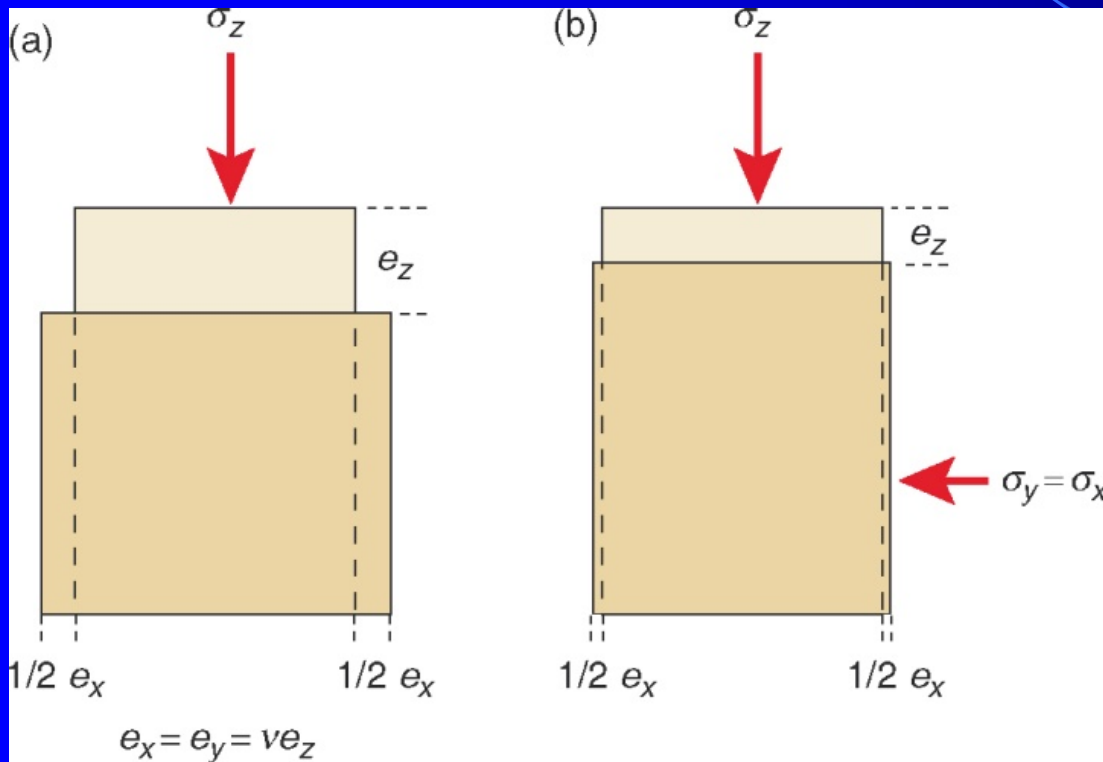 (a)
σz
ez
1/2 ex
1/2 ex
ex = ey = νez
(b)
σz
ez
σy = σx
1/2 ex
1/2 ex